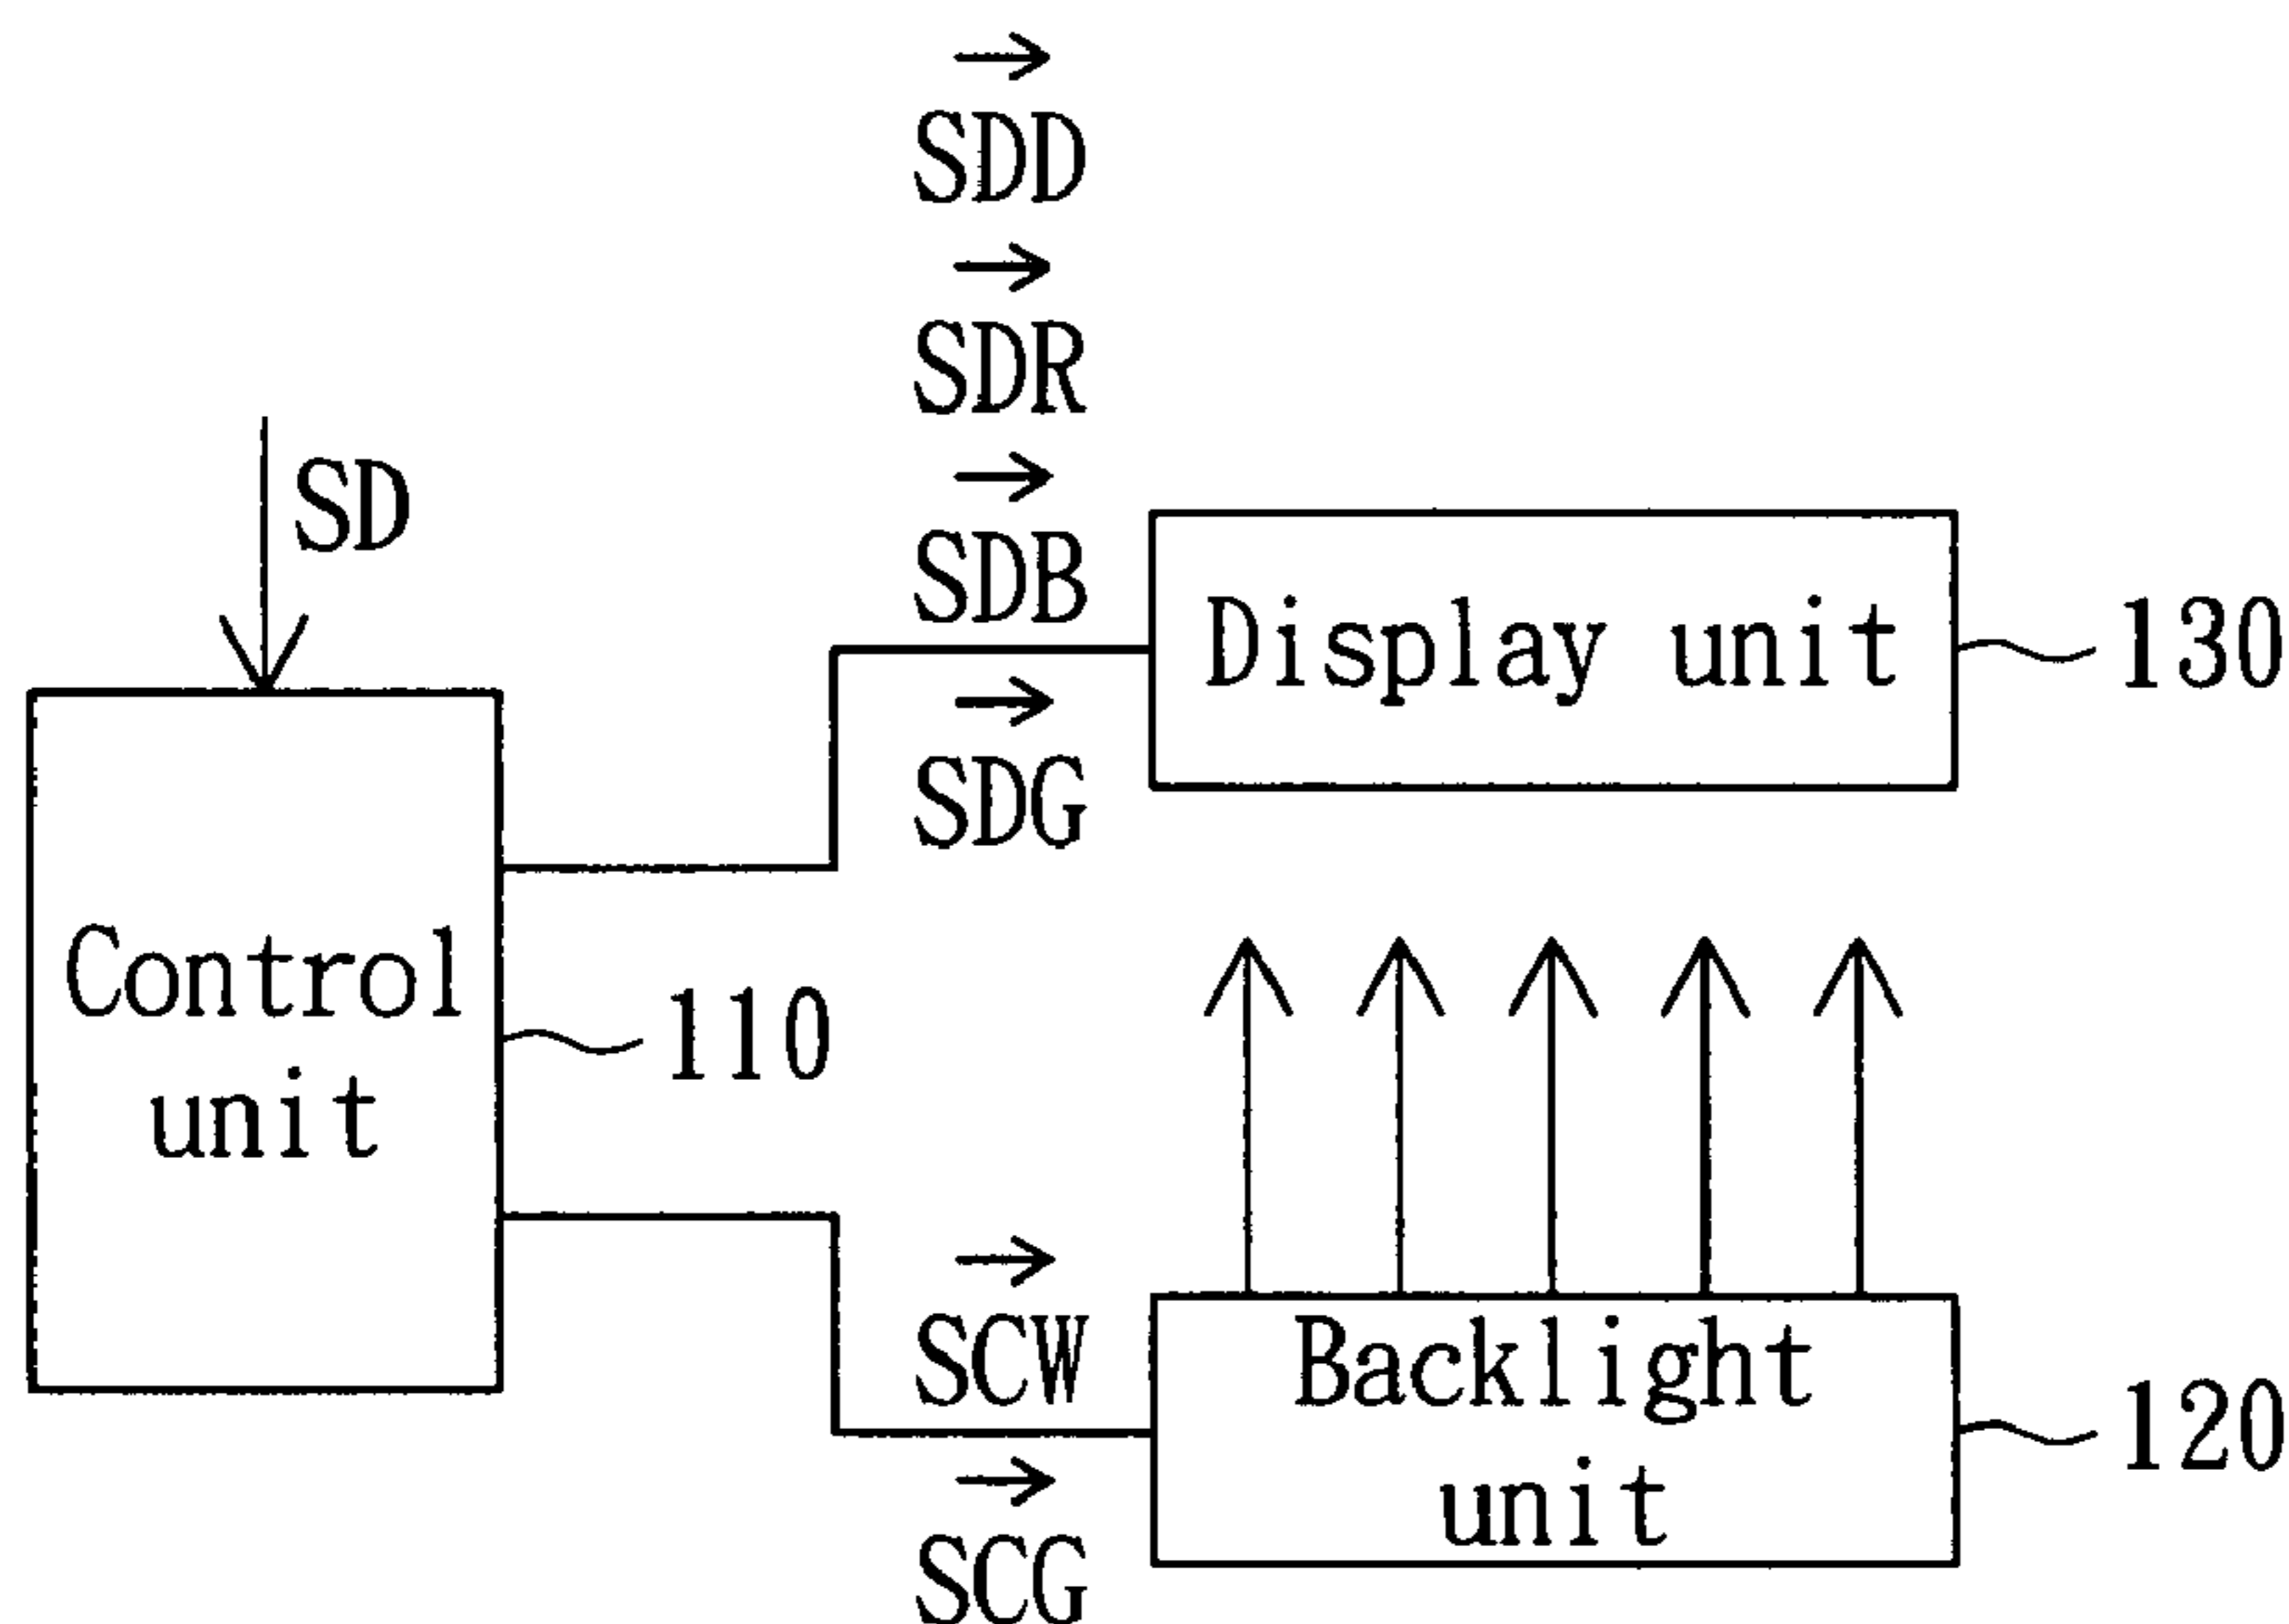 SDD
SDR
SD
SDB
Display unit
130
SDG
Control
unit
110
SCW
Backlight
unit
120
SCG